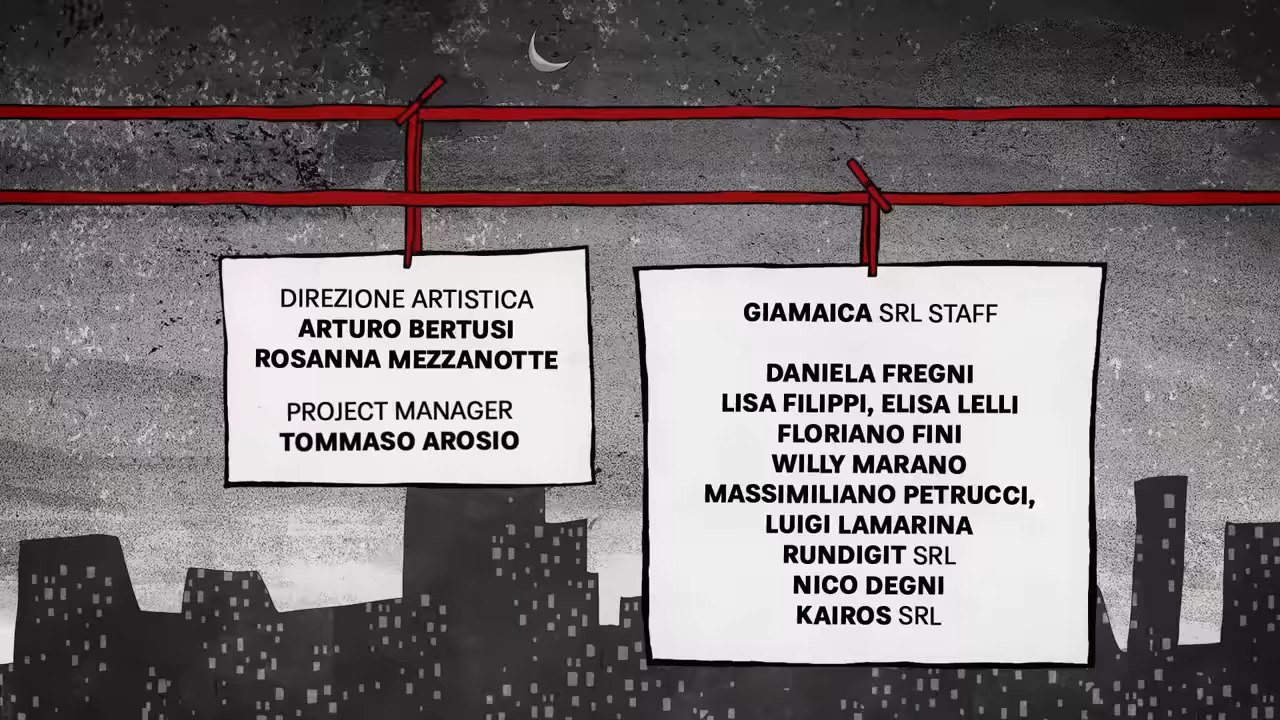 DIREZIONE ARTISTICA
ARTURO BERTUSI
ROSANNA MEZZANOTTE
PROJECT MANAGER
TOMMASO AROSIO
GIAMAICA SRL STAFF
DANIELA FREGNI
LISA FILIPPI, ELISA LELLI
FLORIANO FINI
WILLY MARANO
MASSIMILIANO PETRUCCI,
LUIGI LAMARINA
RUNDIGIT SRL
NICO DEGNI
KAIROS SRL